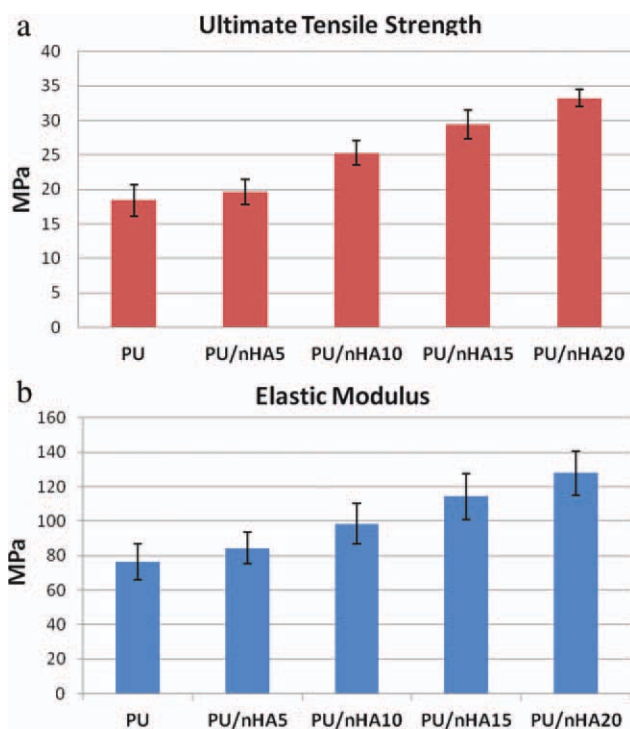 a
Ultimate Tensile Strength
40
35
30
25
20
15
10
5
0
MPa
PU PU/nHA5 PU/nHA10 PU/nHA15 PU/nHA20
b
Elastic Modulus
160
140
120
100
80
60
40
20
0
MPa
PU PU/nHA5 PU/nHA10 PU/nHA15 PU/nHA20